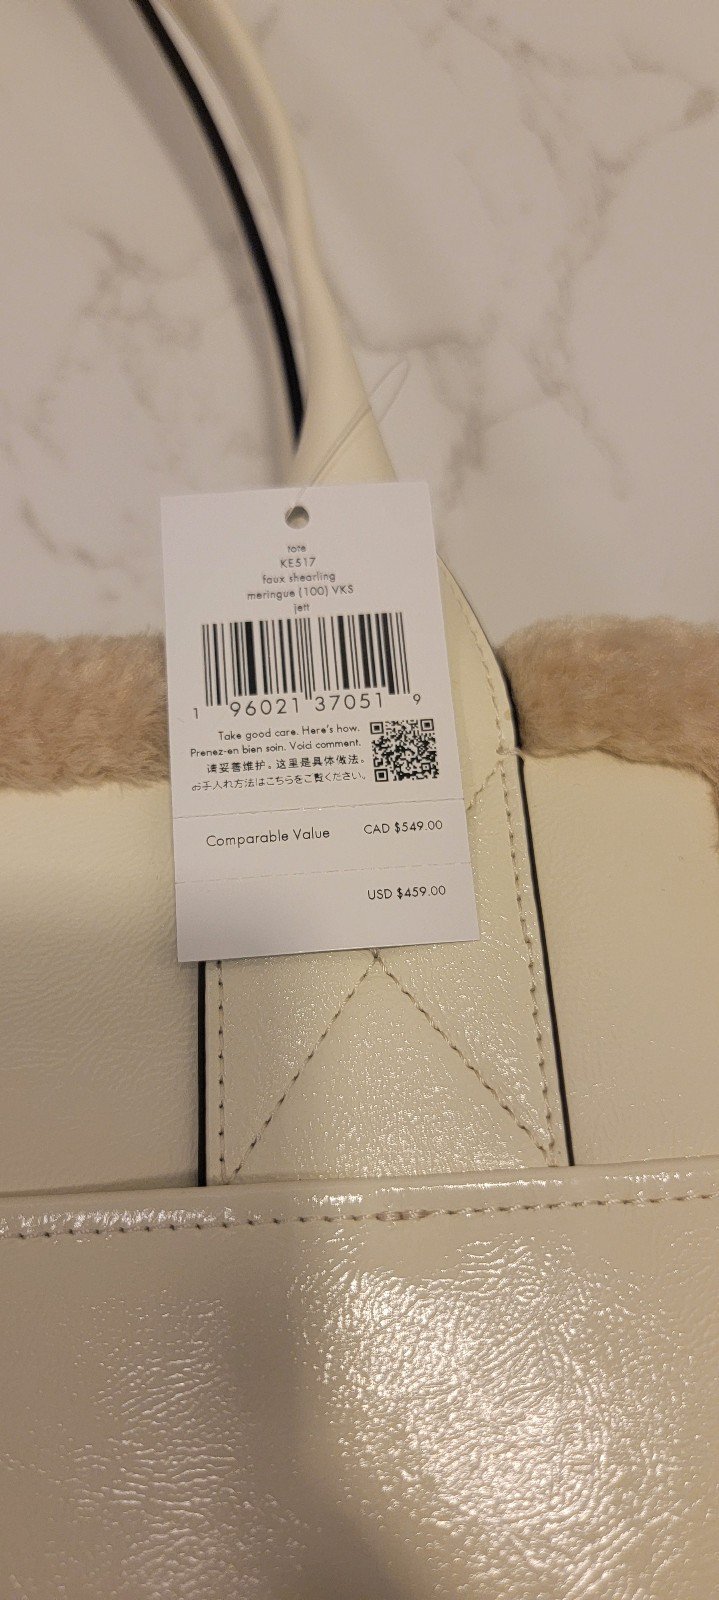 tote
KE517
faux shearling
meringue (100) VKS
jett
1 96021 37051 9
Take good care. Here's how.
Prenez-en bien soin. Voici comment.
请妥善维护。这里是具体做法。
お手入れ方法はこちらをご覧ください。
Comparable Value CAD $549.00
USD $459.00